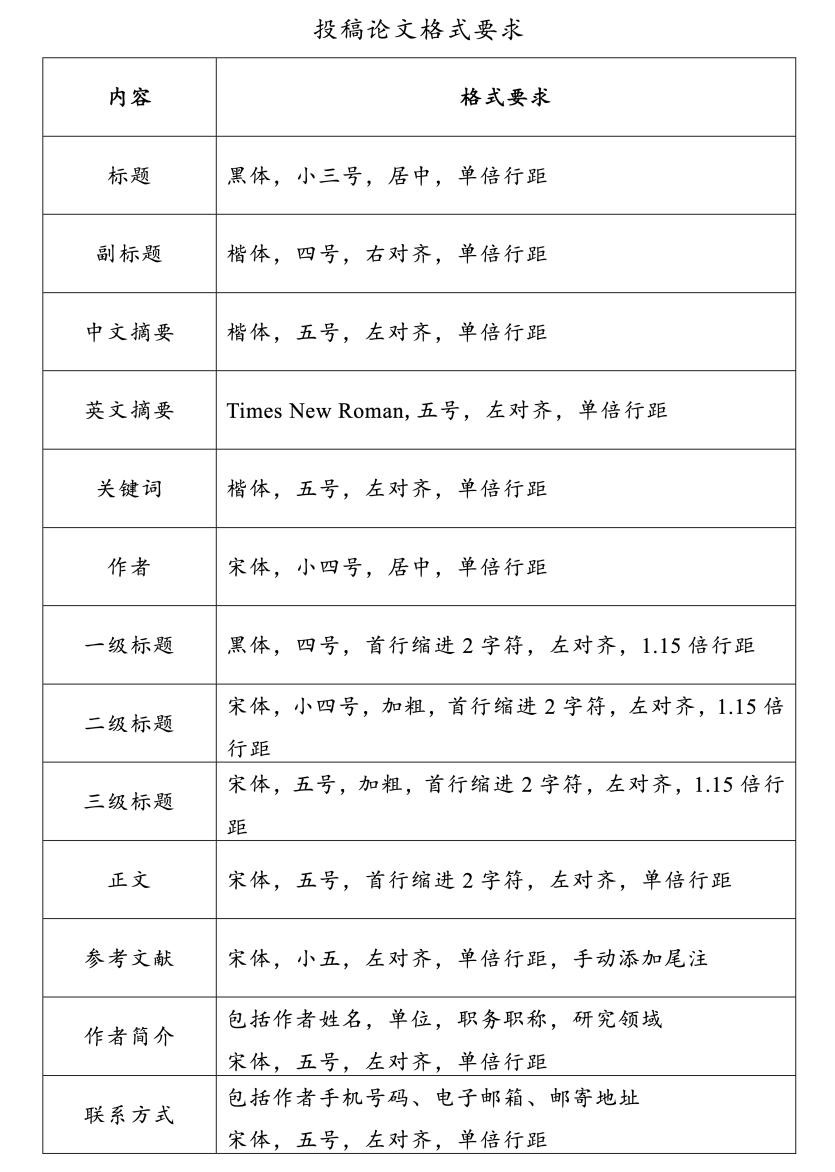 投稿论文格式要求
内容 格式要求
标题 黑体，小三号，居中，单倍行距
副标题 楷体，四号，右对齐，单倍行距
中文摘要 楷体，五号，左对齐，单倍行距
英文摘要 Times New Roman, 五号，左对齐，单倍行距
关键词 楷体，五号，左对齐，单倍行距
作者 宋体，小四号，居中，单倍行距
一级标题 黑体，四号，首行缩进 2 字符，左对齐，1.15 倍行距
二级标题 宋体，小四号，加粗，首行缩进 2 字符，左对齐，1.15 倍
行距
三级标题 宋体，五号，加粗，首行缩进 2 字符，左对齐，1.15 倍行
距
正文 宋体，五号，首行缩进 2 字符，左对齐，单倍行距
参考文献 宋体，小五，左对齐，单倍行距，手动添加尾注
作者简介 包括作者姓名，单位，职务职称，研究领域
宋体，五号，左对齐，单倍行距
联系方式 包括作者手机号码、电子邮箱、邮寄地址
宋体，五号，左对齐，单倍行距